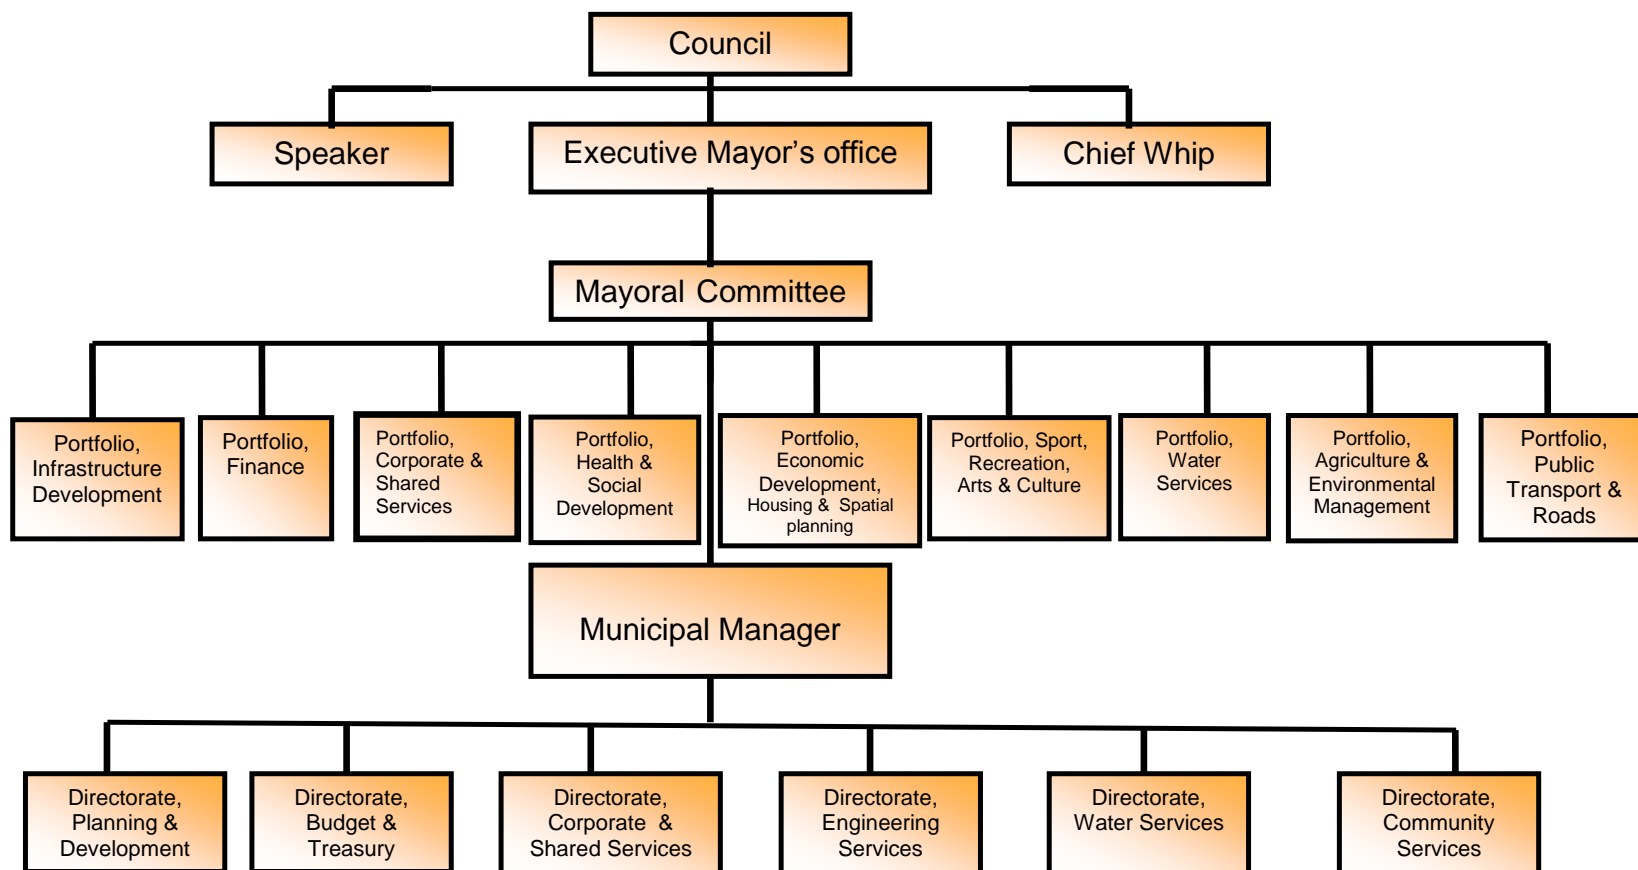 Council
Speaker
Executive Mayor's office
Chief Whip
Mayoral Committee
Portfolio,
Infrastructure
Development
Portfolio,
Finance
Portfolio,
Corporate &
Shared
Services
Portfolio,
Health &
Social
Development
Portfolio,
Economic
Development,
Housing & Spatial
planning
Portfolio, Sport,
Recreation,
Arts & Culture
Portfolio,
Water
Services
Portfolio,
Agriculture &
Environmental
Management
Portfolio,
Public
Transport &
Roads
Municipal Manager
Directorate,
Planning &
Development
Directorate,
Budget &
Treasury
Directorate,
Corporate &
Shared Services
Directorate,
Engineering
Services
Directorate,
Water Services
Directorate,
Community
Services